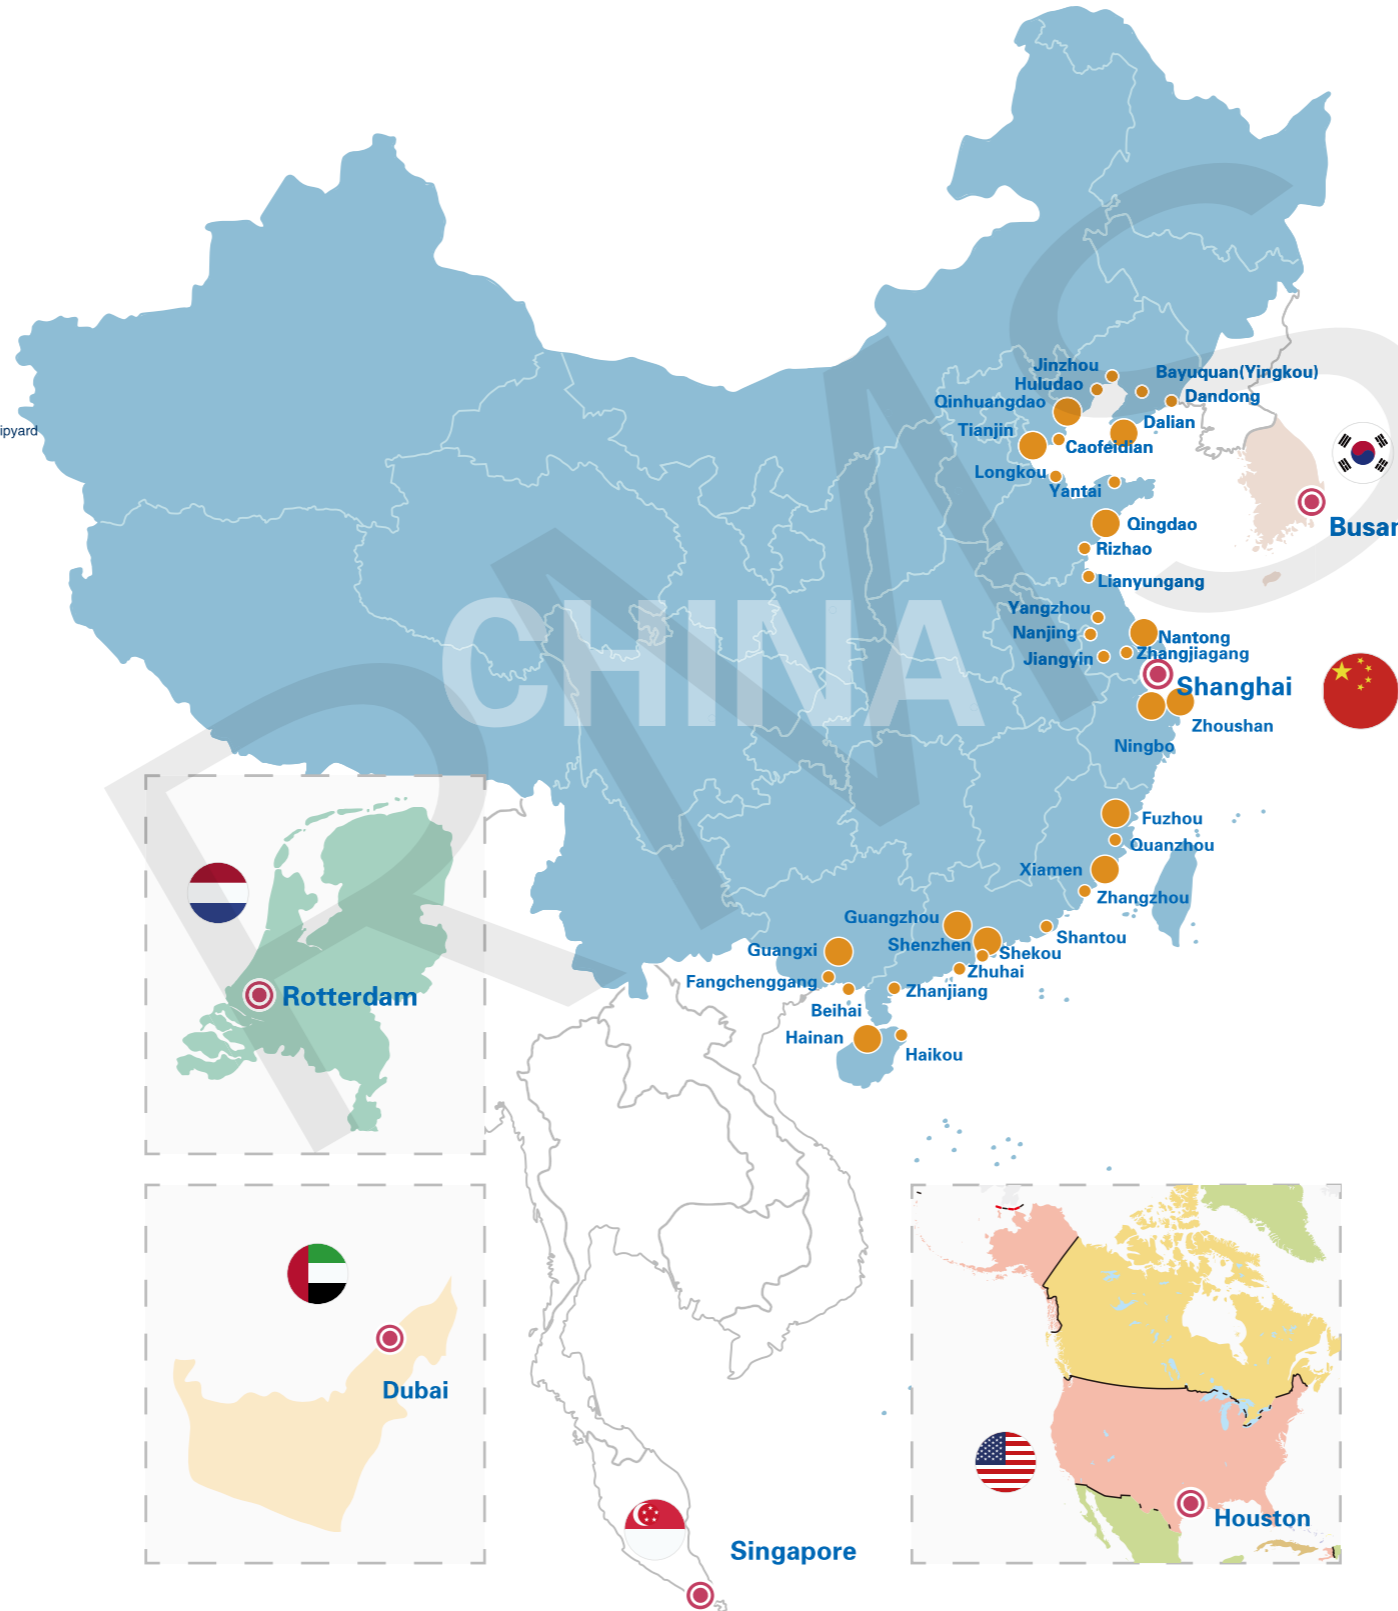 Jinzhou
Bayuquan(Yingkou)
Huludao
Dandong
Qinhuangdao
Dalian
Tianjin
Caofeidian
ipyard
Longkou
Yantai
Qingdao
Busan
Rizhao
Lianyungang
Yangzhou
Nanjing
Nantong
Jiangyin
Zhangjiagang
CHINA
Shanghai
Zhoushan
Ningbo
Fuzhou
Quanzhou
Xiamen
Zhangzhou
Guangzhou
Shantou
Shenzhen
Guangxi
Shekou
Zhuhai
Fangchenggang
Zhanjiang
Rotterdam
Beihai
Hainan
Haikou
Dubai
Houston
Singapore
RMS